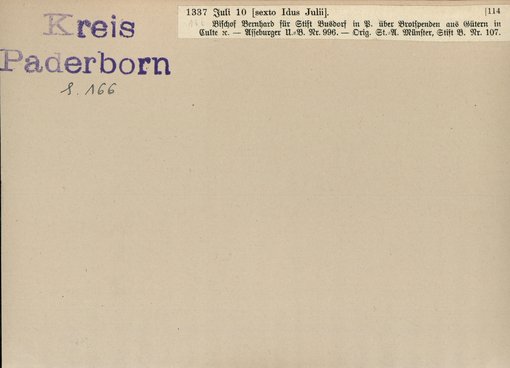 Kreis
Paderborn
S. 166
1337 Juli 10 [sexto Idus Julii]. [114
Bischof Bernhard für Stift Busdorf in P. über Brotspenden aus Gütern in
Culte ꝛc. — Asseburger U.-B. Nr. 996. — Orig. St.-A. Münster, Stift B. Nr. 107.